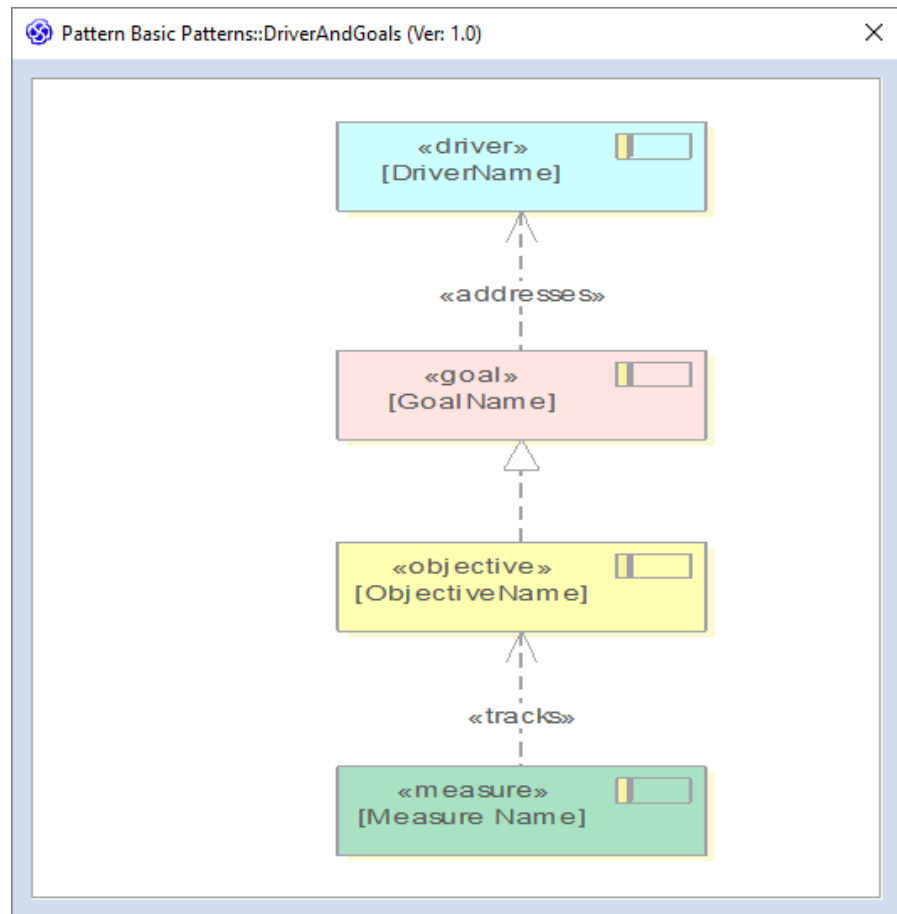 Pattern Basic Patterns::DriverAndGoals (Ver: 1.0)
«driver»
[DriverName]
«addresses»
«goal»
[GoalName]
«objective»
[ObjectiveName]
«tracks»
«measure»
[Measure Name]